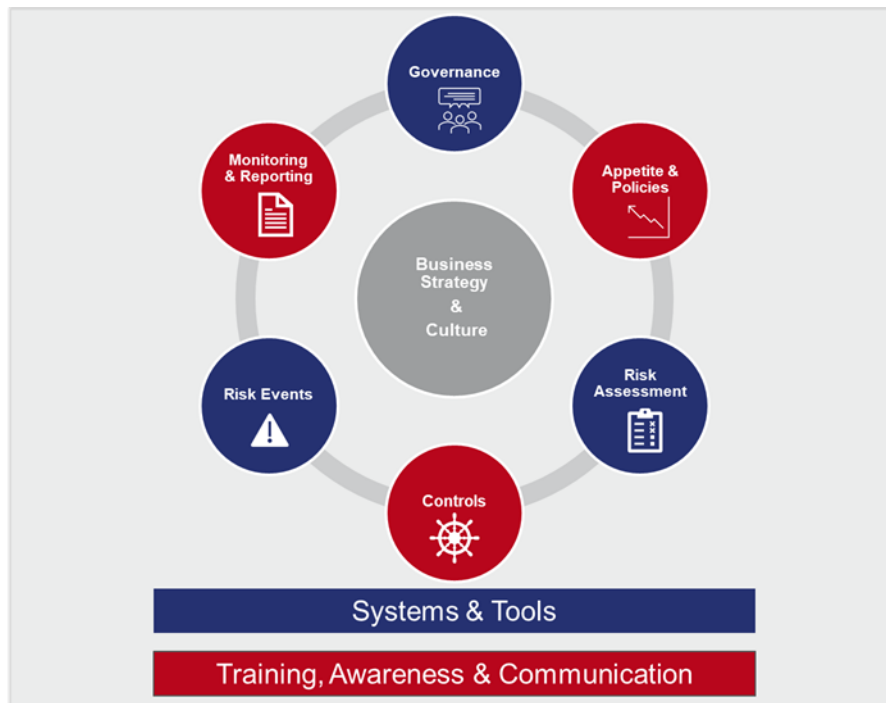 Governance
Monitoring
& Reporting
Appetite &
Policies
Business
Strategy
&
Culture
Risk Events
Risk
Assessment
Controls
Systems & Tools
Training, Awareness & Communication